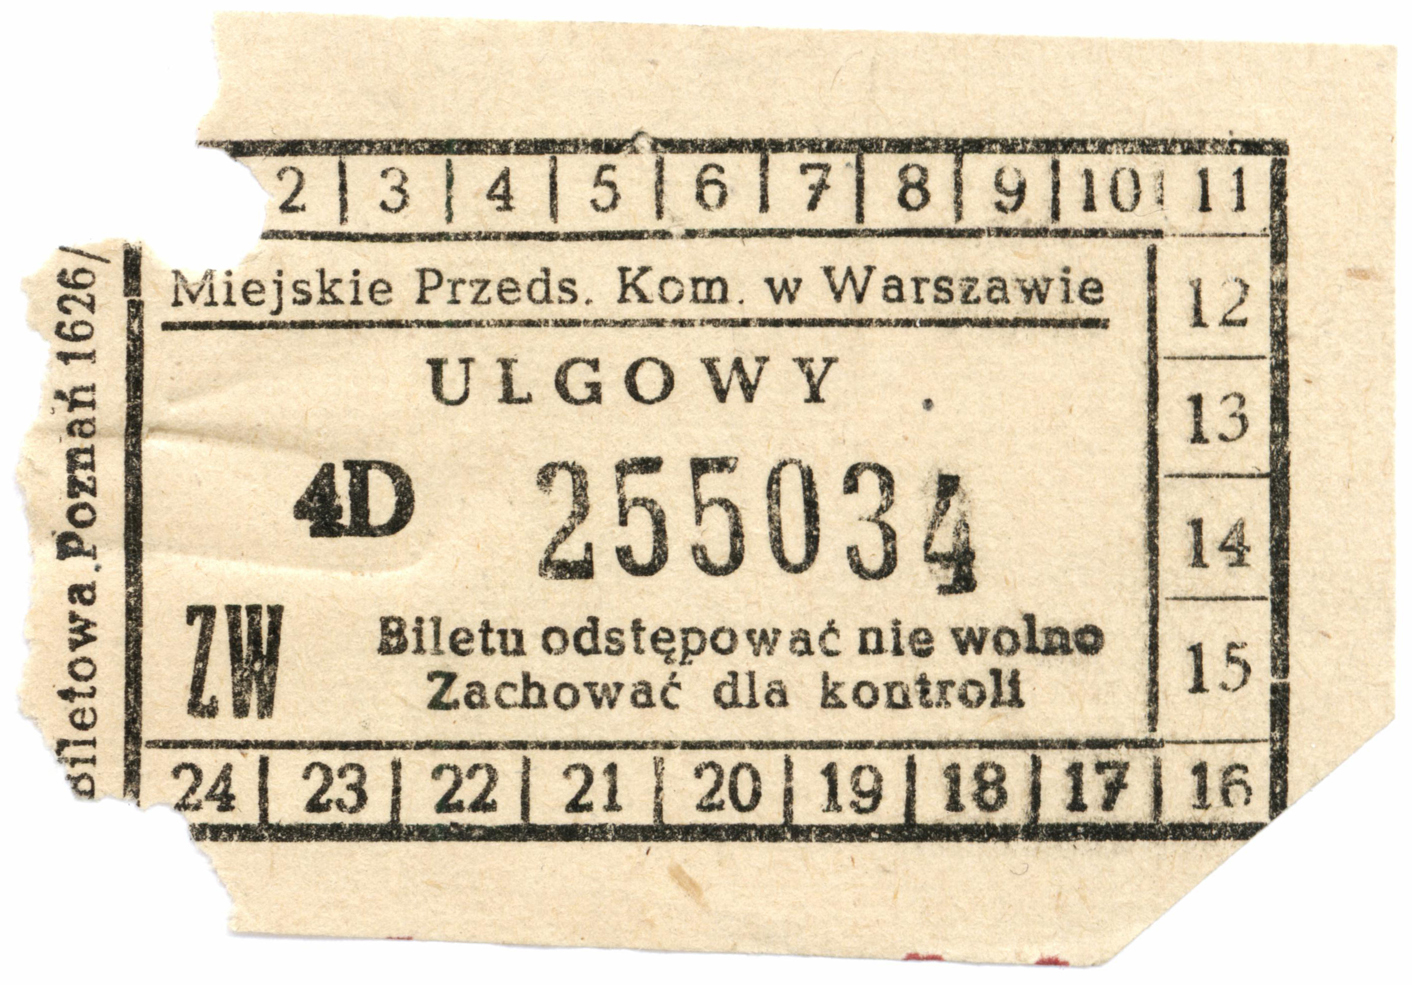 2 3 4 5 6 7 8 9 10 11
Miejskie Przeds. Kom. w Warszawie
12
ULGOWY
13
4D 255034
14
ZW
Biletu odstępować nie wolno
Zachować dla kontroli
15
24 23 22 21 20 19 18 17 16
Biletowa, Poznań 1626/